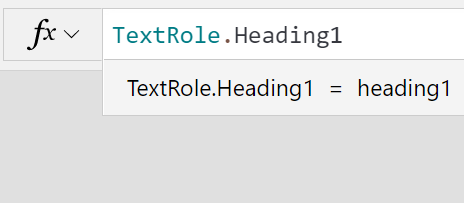 fx TextRole.Heading1
TextRole.Heading1 = heading1